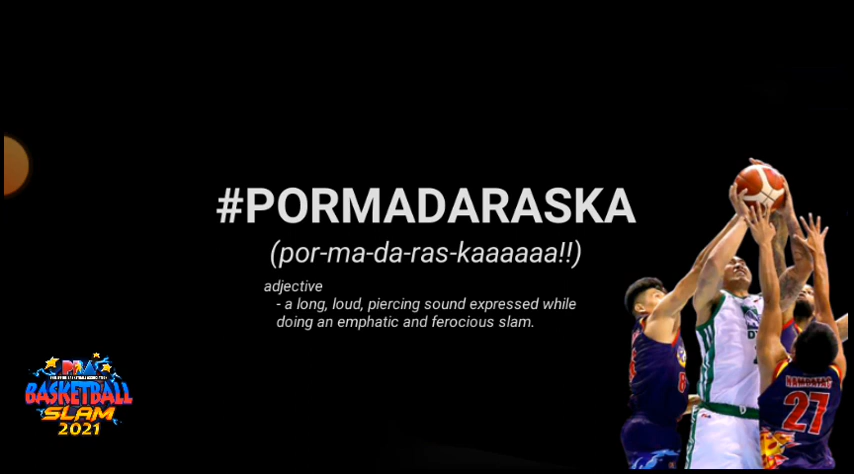 #PORMADARASKA
(por-ma-da-ras-kaaaaaa!!)
adjective
- a long, loud, piercing sound expressed while
doing an emphatic and ferocious slam.
PBA
BASKETBALL
SLAM
2021
NAMBATAC
27